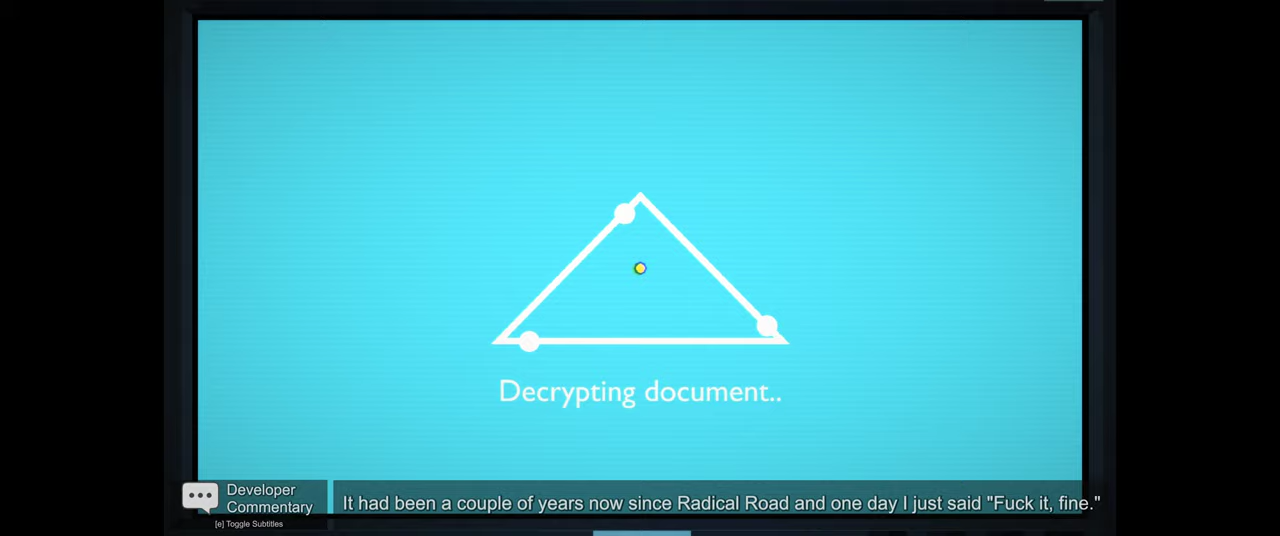 Decrypting document..
Developer
Commentary
It had been a couple of years now since Radical Road and one day I just said "Fuck it, fine."
[e] Toggle Subtitles